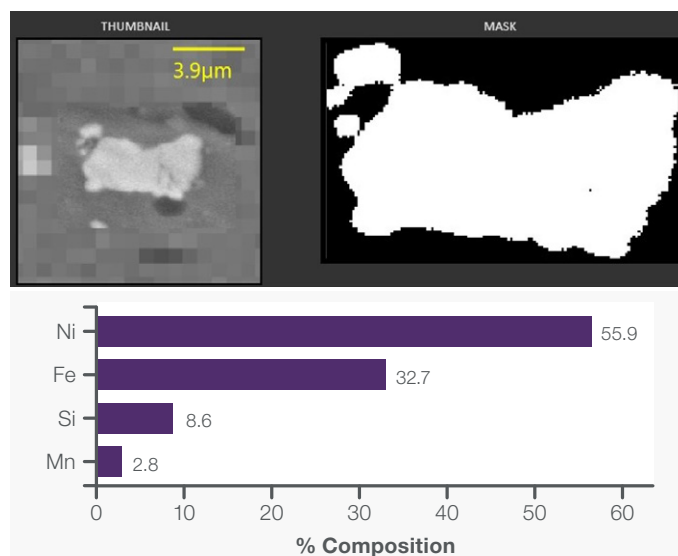 THUMBNAIL
MASK
3.9µm
Ni
55.9
Fe
32.7
Si
8.6
Mn
2.8
0 10 20 30 40 50 60
% Composition